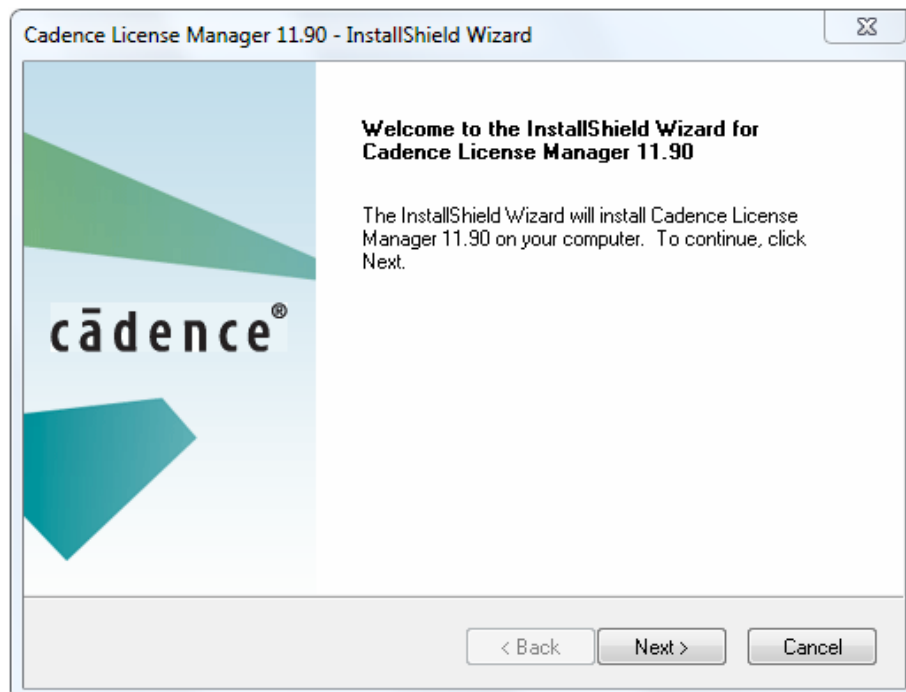 Cadence License Manager 11.90 - InstallShield Wizard
Welcome to the InstallShield Wizard for
Cadence License Manager 11.90
The InstallShield Wizard will install Cadence License
Manager 11.90 on your computer. To continue, click
Next.
cādence®
< Back Next > Cancel